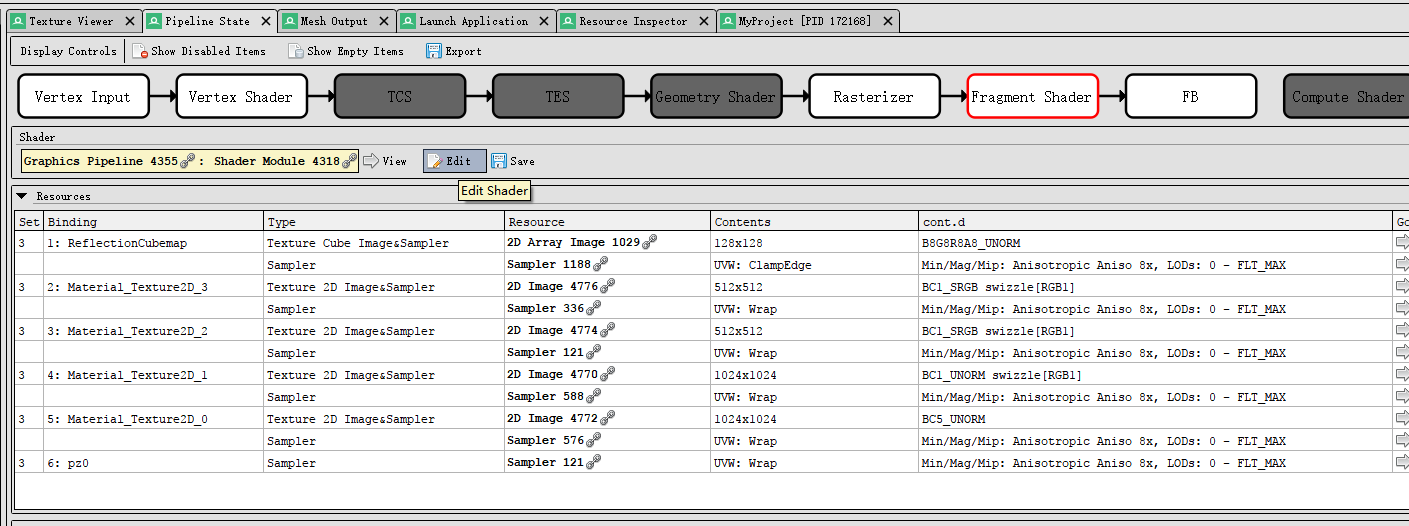 Texture Viewer Pipeline State Mesh Output Launch Application Resource Inspector MyProject [PID 172168]
Display Controls Show Disabled Items Show Empty Items Export
Vertex Input Vertex Shader TCS TES Geometry Shader Rasterizer Fragment Shader FB Compute Shader
Shader
Graphics Pipeline 4355 : Shader Module 4318 View Edit Save
Edit Shader
Resources
Set Binding Type Resource Contents cont.d Go
3 1: ReflectionCubemap Texture Cube Image&Sampler 2D Array Image 1029 128x128 B8G8R8A8_UNORM
Sampler Sampler 1188 UVW: ClampEdge Min/Mag/Mip: Anisotropic Aniso 8x, LODs: 0 - FLT_MAX
3 2: Material_Texture2D_3 Texture 2D Image&Sampler 2D Image 4776 512x512 BC1_SRGB swizzle[RGB1]
Sampler Sampler 336 UVW: Wrap Min/Mag/Mip: Anisotropic Aniso 8x, LODs: 0 - FLT_MAX
3 3: Material_Texture2D_2 Texture 2D Image&Sampler 2D Image 4774 512x512 BC1_SRGB swizzle[RGB1]
Sampler Sampler 121 UVW: Wrap Min/Mag/Mip: Anisotropic Aniso 8x, LODs: 0 - FLT_MAX
3 4: Material_Texture2D_1 Texture 2D Image&Sampler 2D Image 4770 1024x1024 BC1_UNORM swizzle[RGB1]
Sampler Sampler 588 UVW: Wrap Min/Mag/Mip: Anisotropic Aniso 8x, LODs: 0 - FLT_MAX
3 5: Material_Texture2D_0 Texture 2D Image&Sampler 2D Image 4772 1024x1024 BC5_UNORM
Sampler Sampler 576 UVW: Wrap Min/Mag/Mip: Anisotropic Aniso 8x, LODs: 0 - FLT_MAX
3 6: pz0 Sampler Sampler 121 UVW: Wrap Min/Mag/Mip: Anisotropic Aniso 8x, LODs: 0 - FLT_MAX